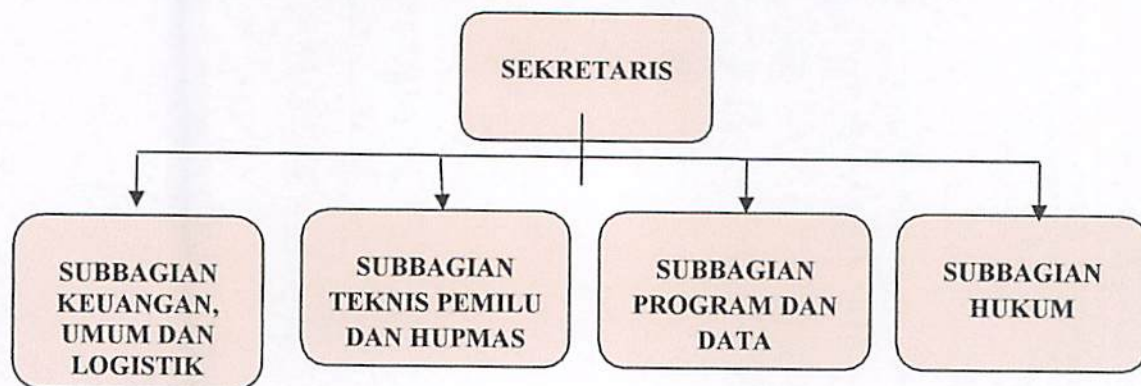 SEKRETARIS
SUBBAGIAN
KEUANGAN,
UMUM DAN
LOGISTIK
SUBBAGIAN
TEKNIS PEMILU
DAN HUPMAS
SUBBAGIAN
PROGRAM DAN
DATA
SUBBAGIAN
HUKUM